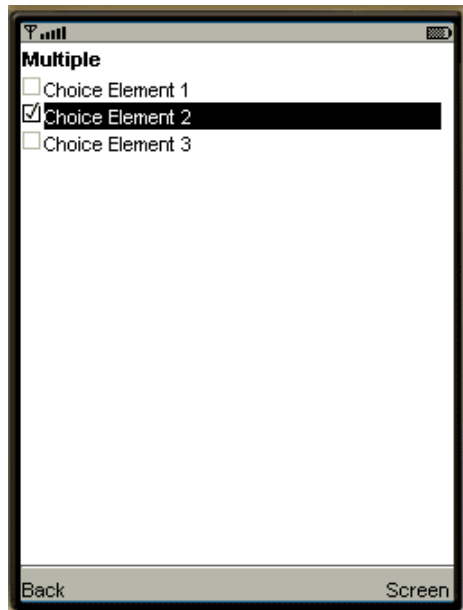 Multiple
Choice Element 1
Choice Element 2
Choice Element 3
Back Screen